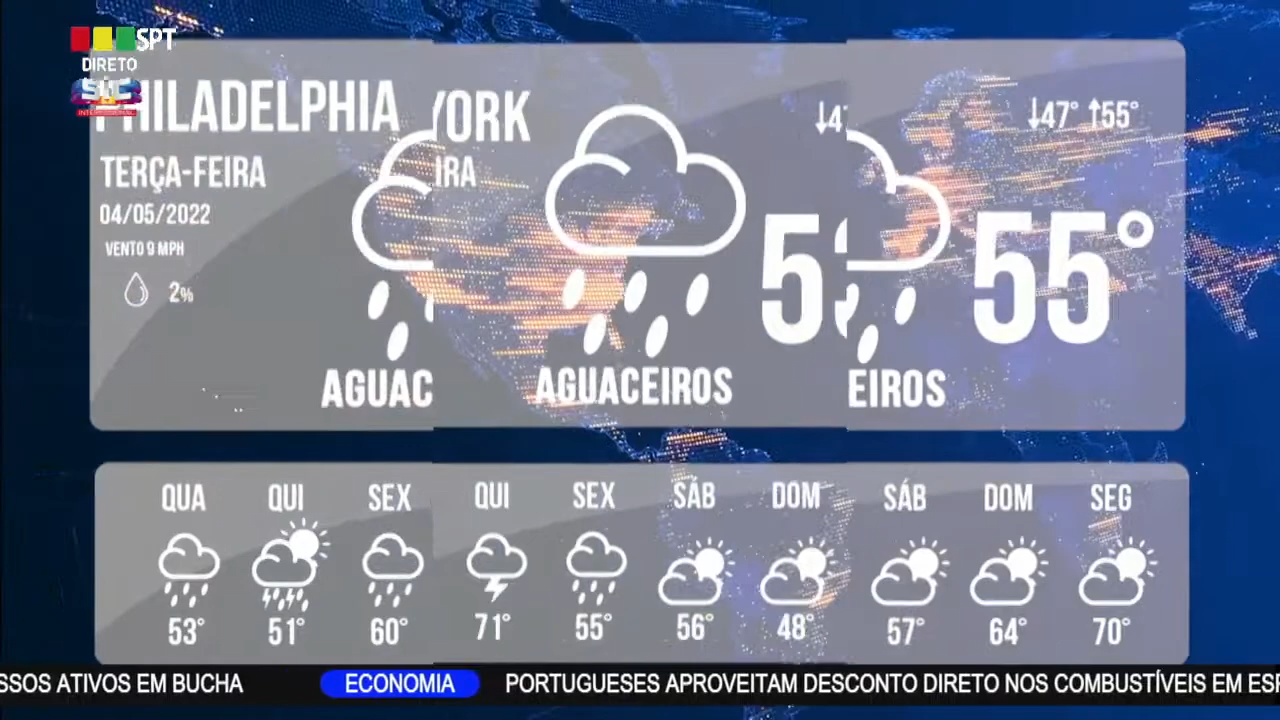 SPT
DIRETO
SIC
INTERNACIONAL
PHILADELPHIA
YORK
↓47° ↑55°
TERÇA-FEIRA
IRA
04/05/2022
VENTO 9 MPH
2%
55°
AGUAC
AGUACEIROS
EIROS
QUA QUI SEX QUI SEX SÁB DOM SÁB DOM SEG
53° 51° 60° 71° 55° 56° 48° 57° 64° 70°
SSOS ATIVOS EM BUCHA
ECONOMIA
PORTUGUESES APROVEITAM DESCONTO DIRETO NOS COMBUSTÍVEIS EM ESP